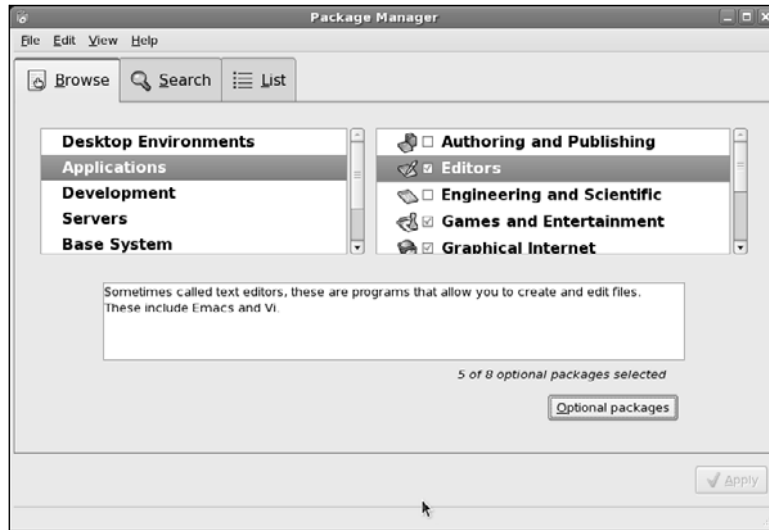 Package Manager
File Edit View Help
Browse Search List
Desktop Environments
Applications
Development
Servers
Base System
Authoring and Publishing
Editors
Engineering and Scientific
Games and Entertainment
Graphical Internet
Sometimes called text editors, these are programs that allow you to create and edit files.
These include Emacs and Vi.
5 of 8 optional packages selected
Optional packages
Apply